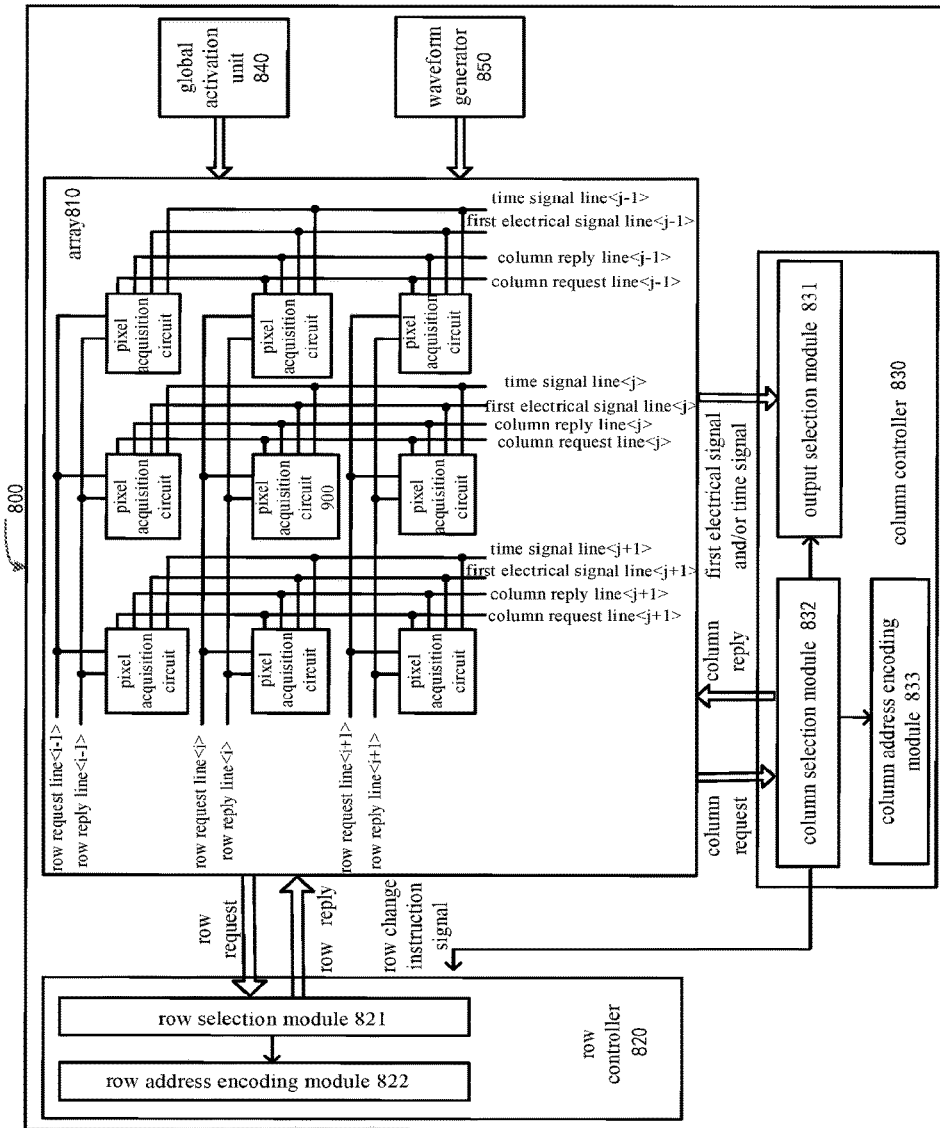 800
global
activation
unit
840
waveform
generator
850
array810
time signal line<j-1>
first electrical signal line<j-1>
column reply line<j-1>
column request line<j-1>
pixel
acquisition
circuit
pixel
acquisition
circuit
pixel
acquisition
circuit
time signal line<j>
first electrical signal line<j>
column reply line<j>
column request line<j>
pixel
acquisition
circuit
pixel
acquisition
circuit
900
pixel
acquisition
circuit
time signal line<j+1>
first electrical signal line<j+1>
column reply line<j+1>
column request line<j+1>
pixel
acquisition
circuit
pixel
acquisition
circuit
pixel
acquisition
circuit
row request line<i-1>
row reply line<i-1>
row request line<i>
row reply line<i>
row request line<i+1>
row reply line<i+1>
row
request
row reply
row change
instruction
signal
column
request
column
reply
first electrical signal
and/or time signal
output selection module 831
column selection module 832
column address encoding
module 833
column controller 830
row selection module 821
row address encoding module 822
row
controller
820